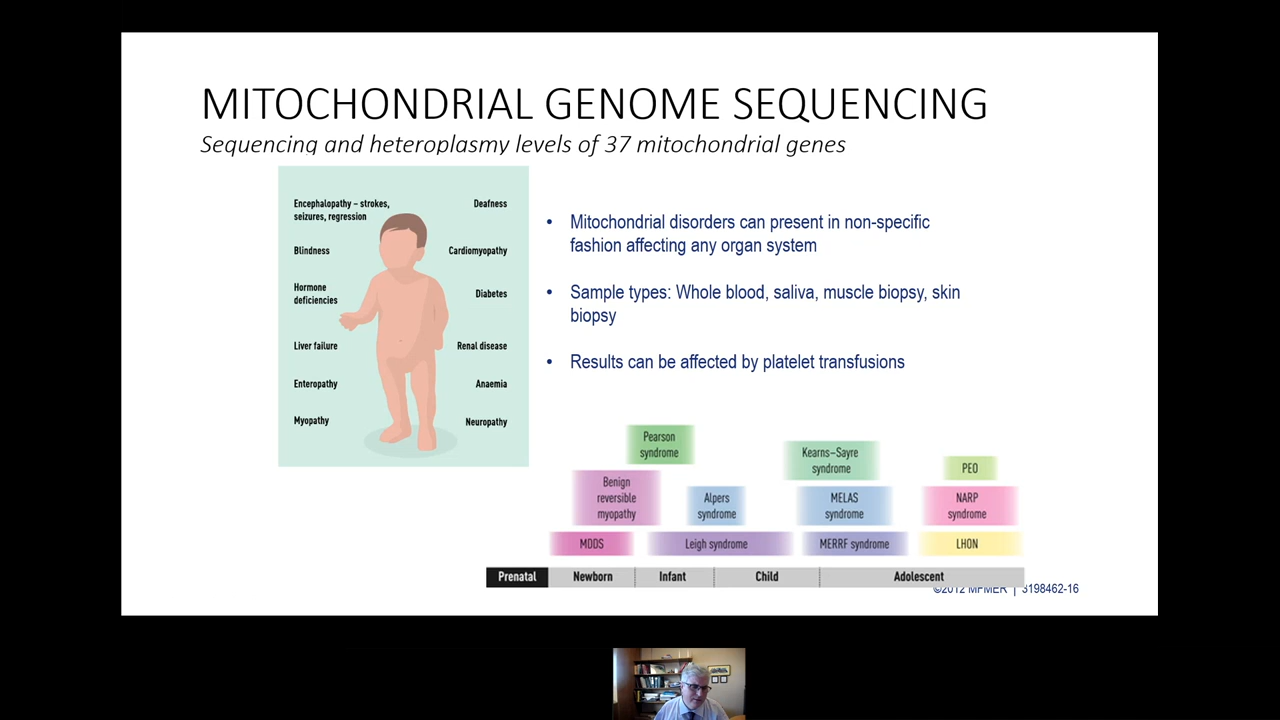 MITOCHONDRIAL GENOME SEQUENCING
Sequencing and heteroplasmy levels of 37 mitochondrial genes
Encephalopathy – strokes,
seizures, regression
Blindness
Hormone
deficiencies
Liver failure
Enteropathy
Myopathy
Deafness
Cardiomyopathy
Diabetes
Renal disease
Anaemia
Neuropathy
• Mitochondrial disorders can present in non-specific
fashion affecting any organ system
• Sample types: Whole blood, saliva, muscle biopsy, skin
biopsy
• Results can be affected by platelet transfusions
Pearson
syndrome
Kearns–Sayre
syndrome
PEO
Benign
reversible
myopathy
Alpers
syndrome
MELAS
syndrome
NARP
syndrome
MDDS
Leigh syndrome
MERRF syndrome
LHON
Prenatal
Newborn
Infant
Child
Adolescent
©2012 MFMER | 3198462-16